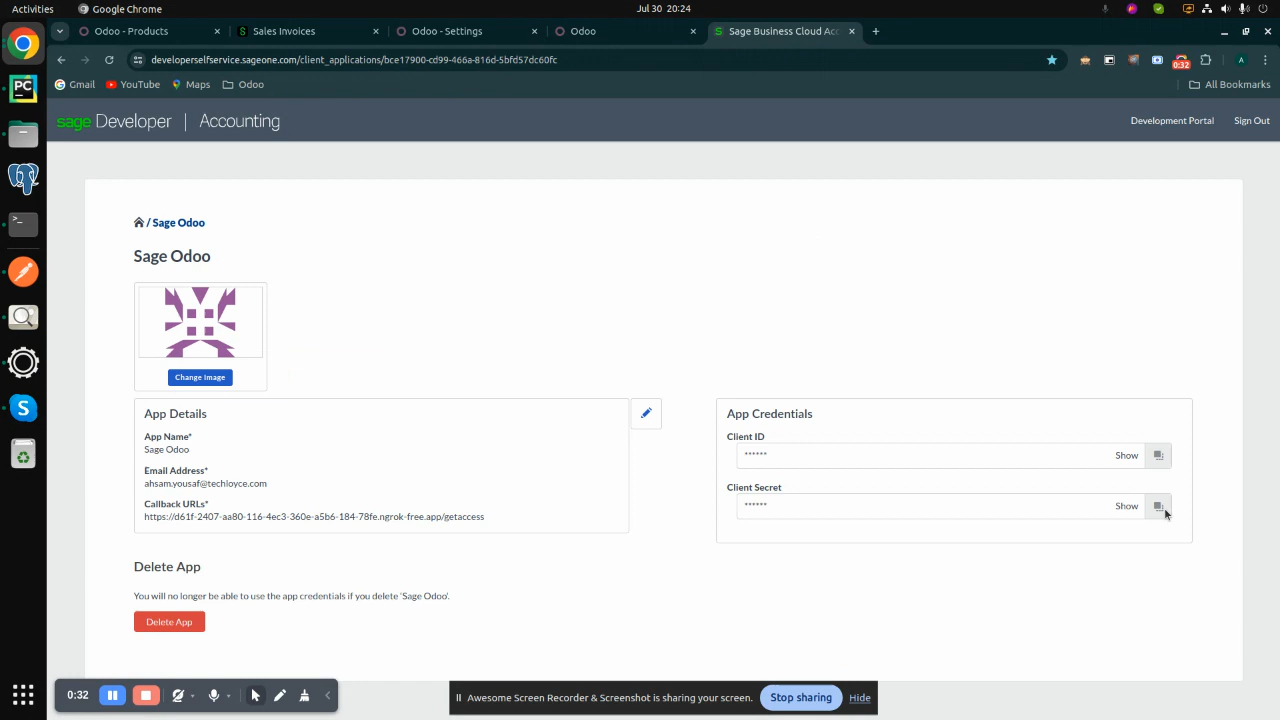 Activities Google Chrome Jul 30 20:24
Odoo - Products Sales Invoices Odoo - Settings Odoo Sage Business Cloud Acc
developerselfservice.sageone.com/client_applications/bce17900-cd99-466a-816d-5bfd57dc60fc 0:32 A
Gmail YouTube Maps Odoo All Bookmarks
sage Developer | Accounting Development Portal Sign Out
/ Sage Odoo
Sage Odoo
Change Image
App Details
App Name*
Sage Odoo
Email Address*
ahsam.yousaf@techloyce.com
Callback URLs*
https://d61f-2407-aa80-116-4ec3-360e-a5b6-184-78fe.ngrok-free.app/getaccess
App Credentials
Client ID
****** Show
Client Secret
****** Show
Delete App
You will no longer be able to use the app credentials if you delete 'Sage Odoo'.
Delete App
0:32
Awesome Screen Recorder & Screenshot is sharing your screen. Stop sharing Hide